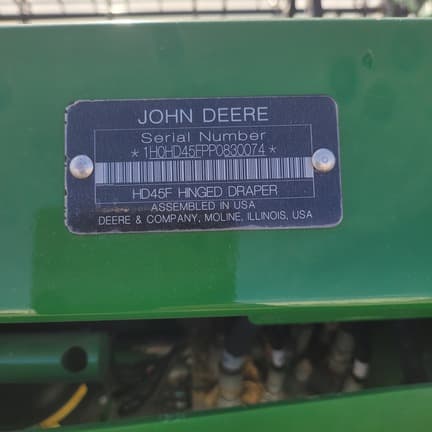 JOHN DEERE
Serial Number
*1H0HD45FPP0830074*
HD45F HINGED DRAPER
ASSEMBLED IN USA
DEERE & COMPANY, MOLINE, ILLINOIS, USA